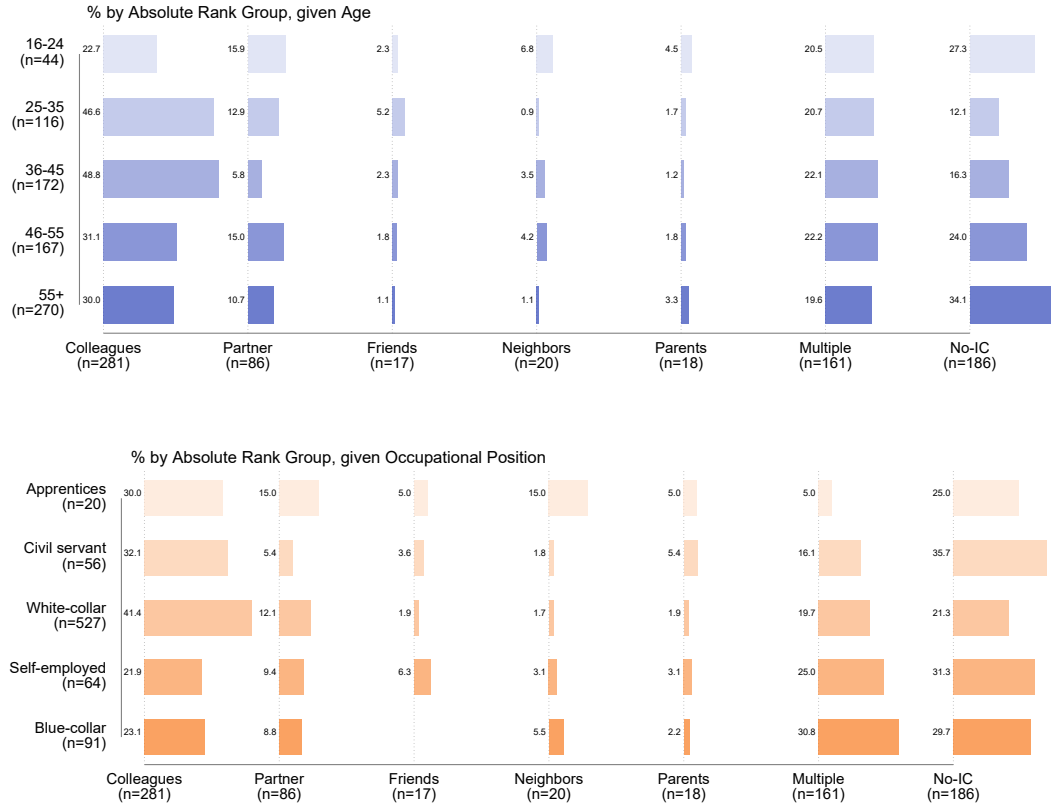 % by Absolute Rank Group, given Age
16-24
(n=44)
22.7 15.9 2.3 6.8 4.5 20.5 27.3
25-35
(n=116)
46.6 12.9 5.2 0.9 1.7 20.7 12.1
36-45
(n=172)
48.8 5.8 2.3 3.5 1.2 22.1 16.3
46-55
(n=167)
31.1 15.0 1.8 4.2 1.8 22.2 24.0
55+
(n=270)
30.0 10.7 1.1 1.1 3.3 19.6 34.1
Colleagues Partner Friends Neighbors Parents Multiple No-IC
(n=281) (n=86) (n=17) (n=20) (n=18) (n=161) (n=186)
% by Absolute Rank Group, given Occupational Position
Apprentices
(n=20)
30.0 15.0 5.0 15.0 5.0 5.0 25.0
Civil servant
(n=56)
32.1 5.4 3.6 1.8 5.4 16.1 35.7
White-collar
(n=527)
41.4 12.1 1.9 1.7 1.9 19.7 21.3
Self-employed
(n=64)
21.9 9.4 6.3 3.1 3.1 25.0 31.3
Blue-collar
(n=91)
23.1 8.8 5.5 2.2 30.8 29.7
Colleagues Partner Friends Neighbors Parents Multiple No-IC
(n=281) (n=86) (n=17) (n=20) (n=18) (n=161) (n=186)